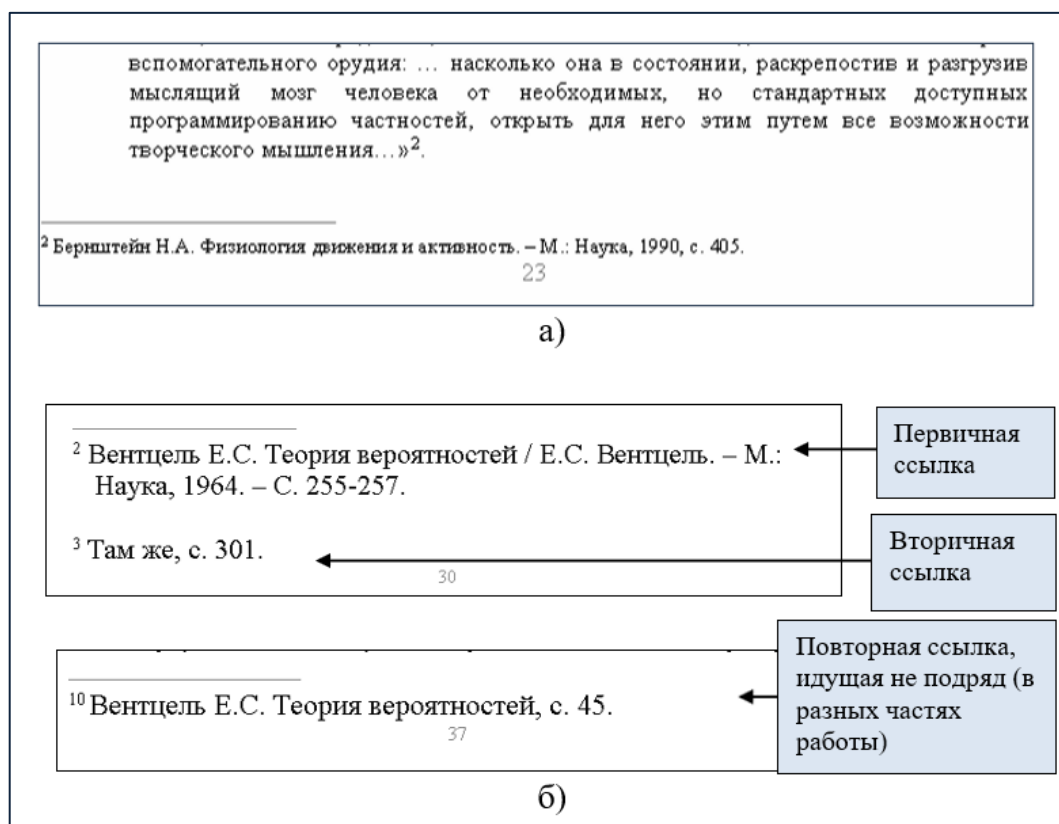 вспомогательного орудия: … насколько она в состоянии, раскрепостив и разгрузив
мыслящий мозг человека от необходимых, но стандартных доступных
программированию частностей, открыть для него этим путем все возможности
творческого мышления…»².
² Бернштейн Н.А. Физиология движения и активность. – М.: Наука, 1990, с. 405.
23
а)
² Вентцель Е.С. Теория вероятностей / Е.С. Вентцель. – М.:
Наука, 1964. – С. 255-257.
Первичная
ссылка
³ Там же, с. 301.
30
Вторичная
ссылка
¹⁰ Вентцель Е.С. Теория вероятностей, с. 45.
37
Повторная ссылка,
идущая не подряд (в
разных частях
работы)
б)